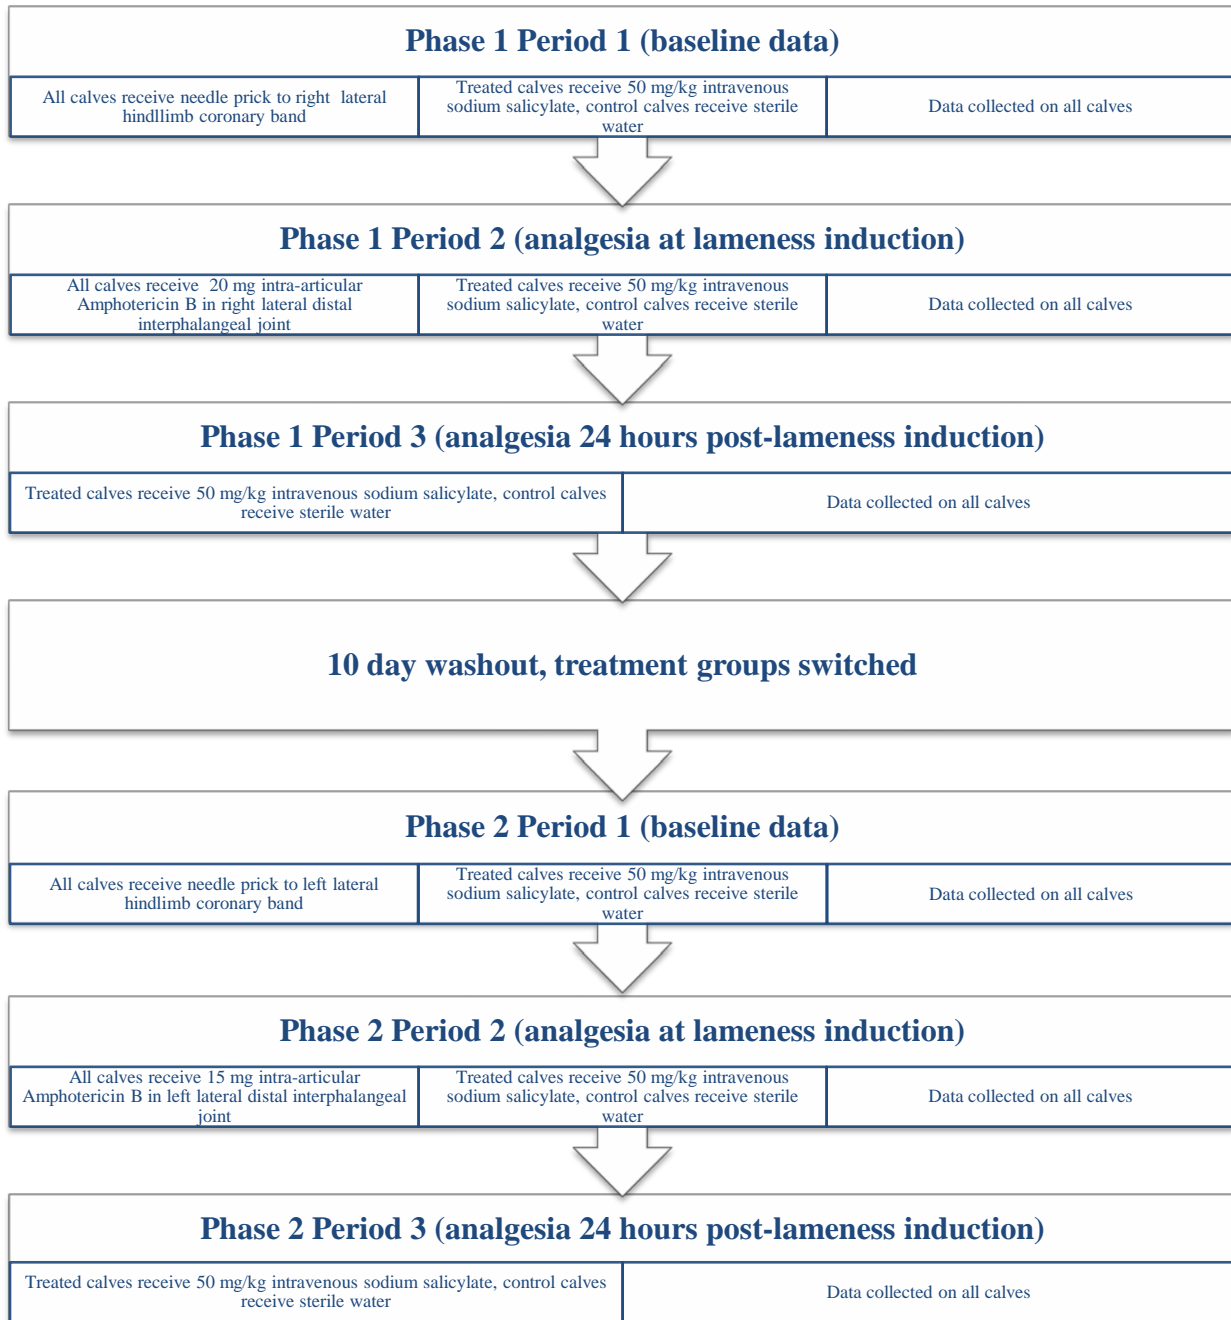 Phase 1 Period 1 (baseline data)
All calves receive needle prick to right lateral
hindllimb coronary band
Treated calves receive 50 mg/kg intravenous
sodium salicylate, control calves receive sterile
water
Data collected on all calves
Phase 1 Period 2 (analgesia at lameness induction)
All calves receive 20 mg intra-articular
Amphotericin B in right lateral distal
interphalangeal joint
Treated calves receive 50 mg/kg intravenous
sodium salicylate, control calves receive sterile
water
Data collected on all calves
Phase 1 Period 3 (analgesia 24 hours post-lameness induction)
Treated calves receive 50 mg/kg intravenous sodium salicylate, control calves
receive sterile water
Data collected on all calves
10 day washout, treatment groups switched
Phase 2 Period 1 (baseline data)
All calves receive needle prick to left lateral
hindlimb coronary band
Treated calves receive 50 mg/kg intravenous
sodium salicylate, control calves receive sterile
water
Data collected on all calves
Phase 2 Period 2 (analgesia at lameness induction)
All calves receive 15 mg intra-articular
Amphotericin B in left lateral distal interphalangeal
joint
Treated calves receive 50 mg/kg intravenous
sodium salicylate, control calves receive sterile
water
Data collected on all calves
Phase 2 Period 3 (analgesia 24 hours post-lameness induction)
Treated calves receive 50 mg/kg intravenous sodium salicylate, control calves
receive sterile water
Data collected on all calves